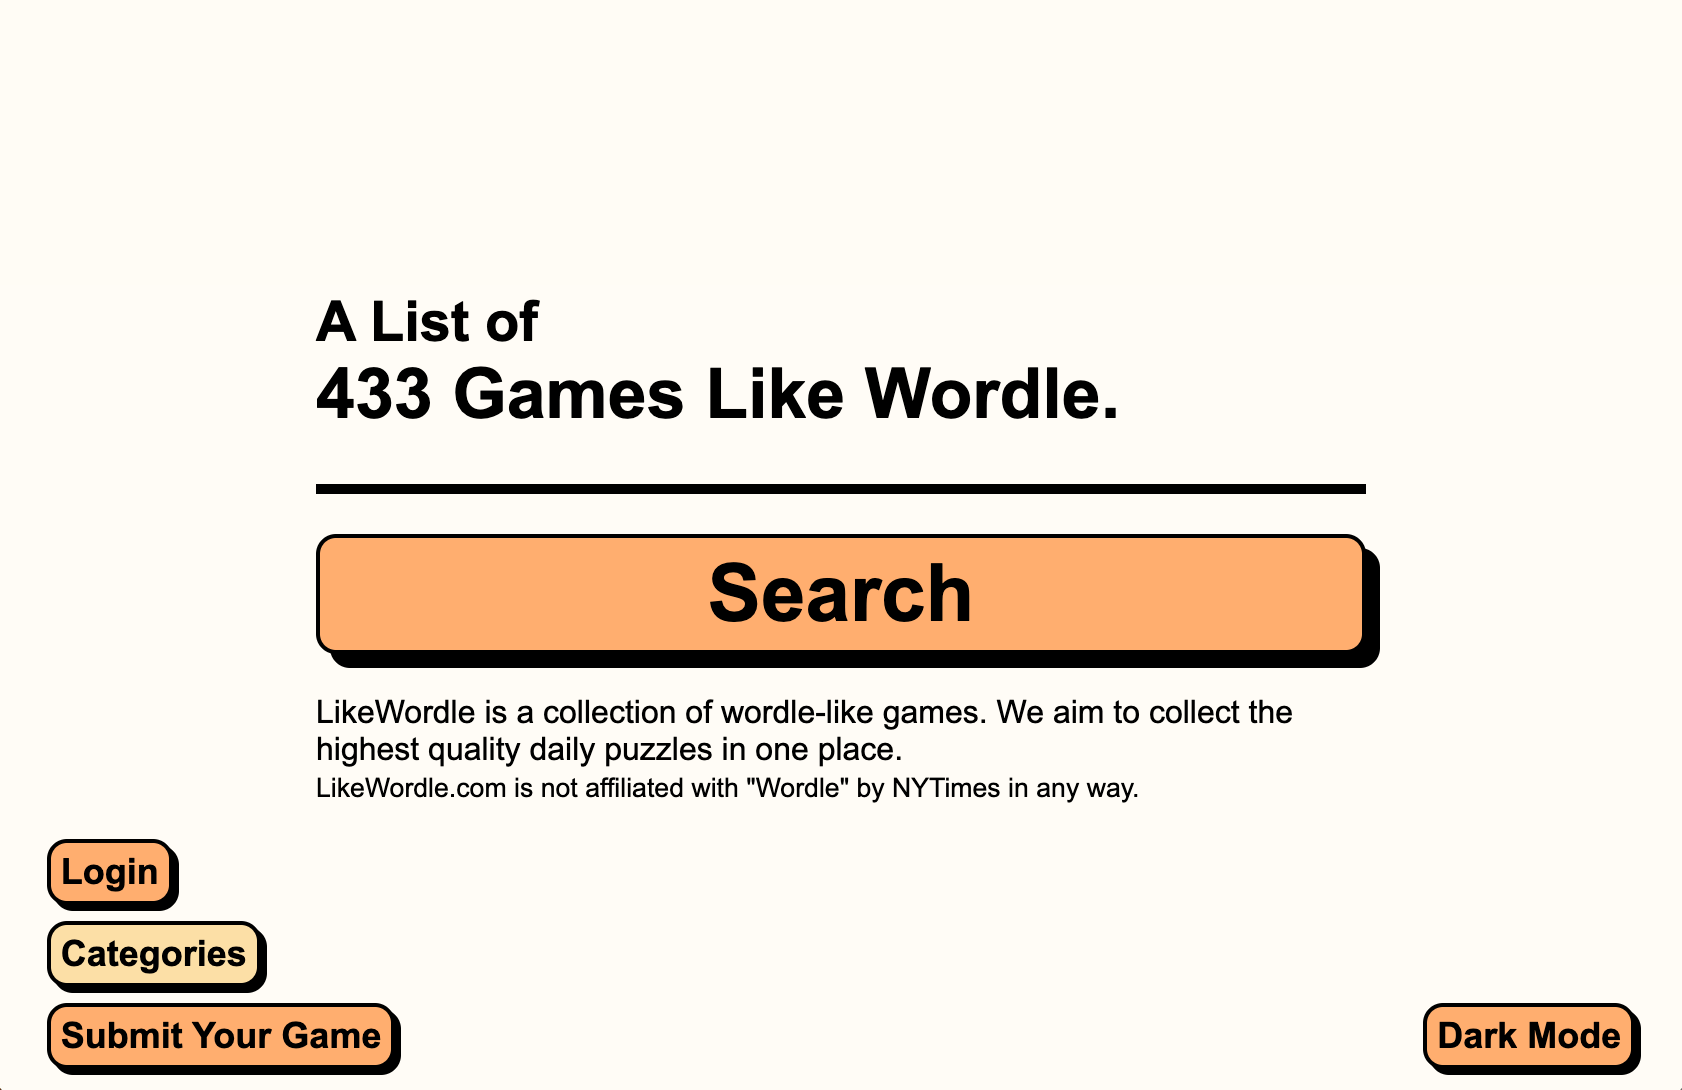 A List of
433 Games Like Wordle.
Search
LikeWordle is a collection of wordle-like games. We aim to collect the
highest quality daily puzzles in one place.
LikeWordle.com is not affiliated with "Wordle" by NYTimes in any way.
Login
Categories
Submit Your Game
Dark Mode